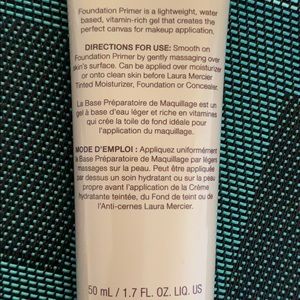 Foundation Primer is a lightweight, water
based, vitamin-rich gel that creates the
perfect canvas for makeup application.
DIRECTIONS FOR USE: Smooth on
Foundation Primer by gently massaging over
skin's surface. Can be applied over moisturizer
or onto clean skin before Laura Mercier
Tinted Moisturizer, Foundation or Concealer.
La Base Préparatoire de Maquillage est un
gel à base d'eau léger et riche en vitamines
qui crée la toile de fond idéale pour
l'application du maquillage.
MODE D'EMPLOI : Appliquez uniformément
la Base Préparatoire de Maquillage par légers
massages sur la peau. Peut être appliquée
par dessus un soin hydratant ou sur la peau
propre avant l'application de la Crème
hydratante teintée, du Fond de teint ou de
l'Anti-cernes Laura Mercier.
50 mL / 1.7 FL. OZ. LIQ. US